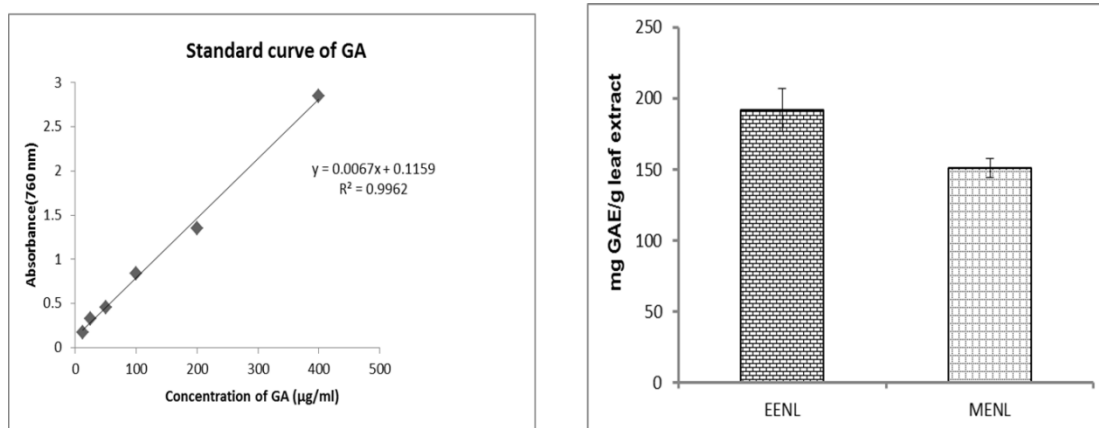 Standard curve of GA
3
2.5
2
1.5
1
0.5
0
Absorbance(760 nm)
y = 0.0067x + 0.1159
R² = 0.9962
0 100 200 300 400 500
Concentration of GA (µg/ml)
250
200
150
100
50
0
mg GAE/g leaf extract
EENL MENL